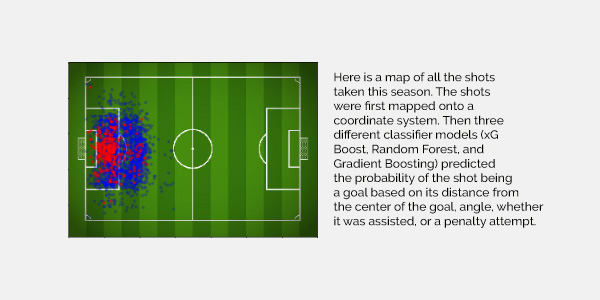 Here is a map of all the shots
taken this season. The shots
were first mapped onto a
coordinate system. Then three
different classifier models (xG
Boost, Random Forest, and
Gradient Boosting) predicted
the probability of the shot being
a goal based on its distance from
the center of the goal, angle, whether
it was assisted, or a penalty attempt.